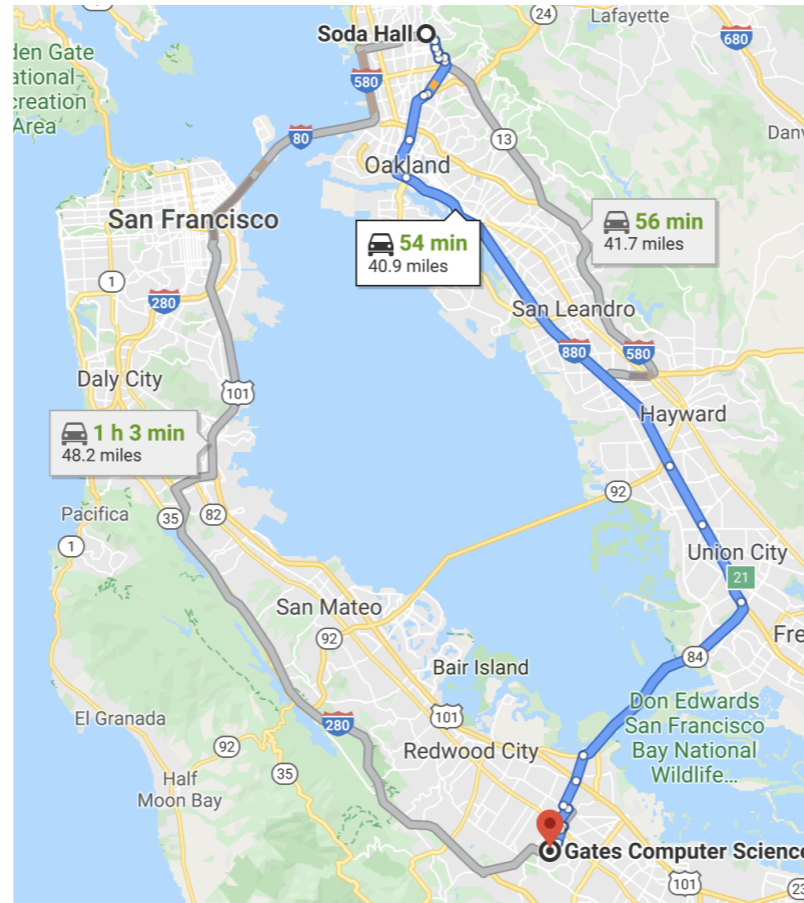 24
Lafayette
Soda Hall
680
den Gate
ational
creation
Area
580
80
13
Danv
Oakland
San Francisco
56 min
41.7 miles
54 min
40.9 miles
1
280
San Leandro
880
580
Daly City
101
Hayward
1 h 3 min
48.2 miles
92
Pacifica
35
82
1
Union City
21
San Mateo
92
Fre
84
Bair Island
Don Edwards
San Francisco
Bay National
Wildlife...
El Granada
280
101
92
Redwood City
35
Half
Moon Bay
Gates Computer Science
101
23